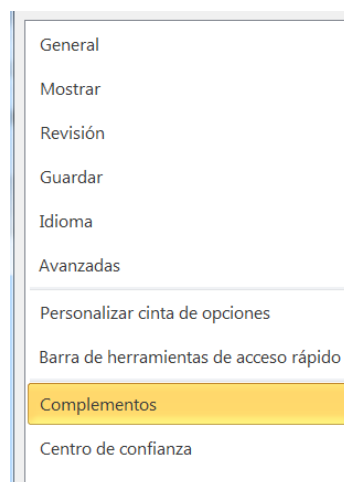 General
Mostrar
Revisión
Guardar
Idioma
Avanzadas
Personalizar cinta de opciones
Barra de herramientas de acceso rápido
Complementos
Centro de confianza